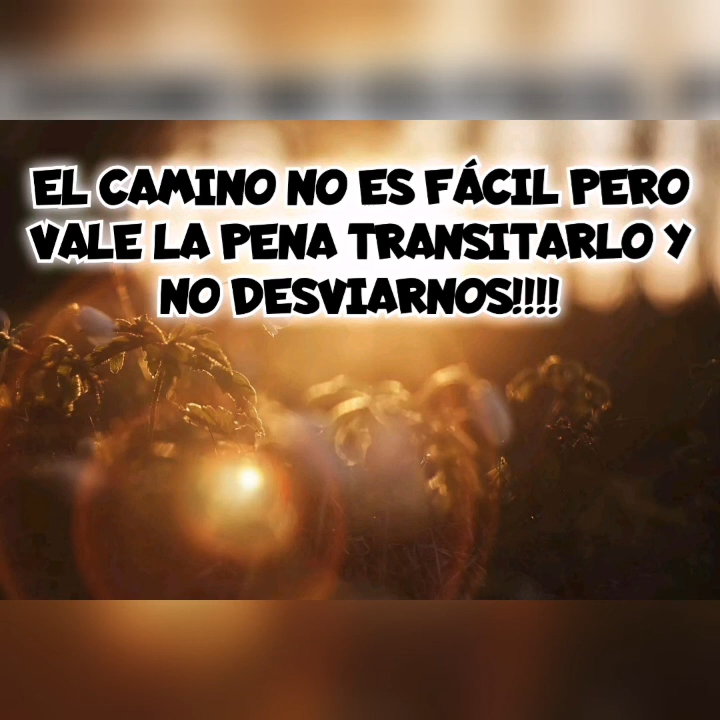 EL CAMINO NO ES FÁCIL PERO
VALE LA PENA TRANSITARLO Y
NO DESVIARNOS!!!!